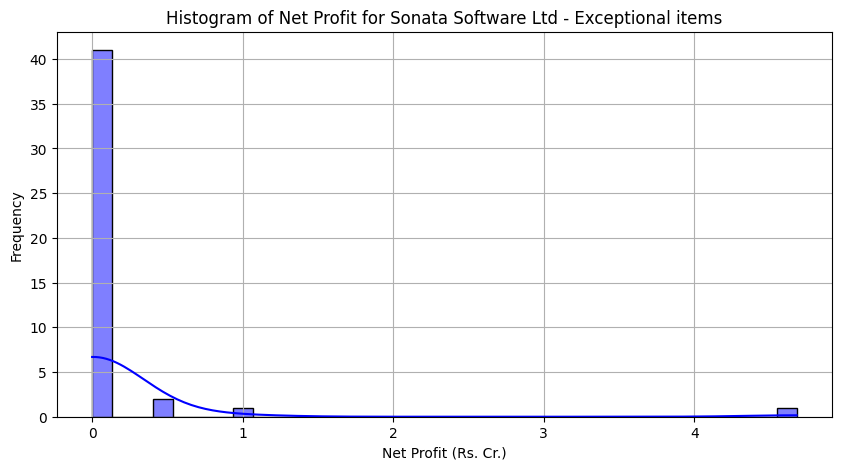 Histogram of Net Profit for Sonata Software Ltd - Exceptional items
Frequency
40
35
30
25
20
15
10
5
0
0 1 2 3 4
Net Profit (Rs. Cr.)